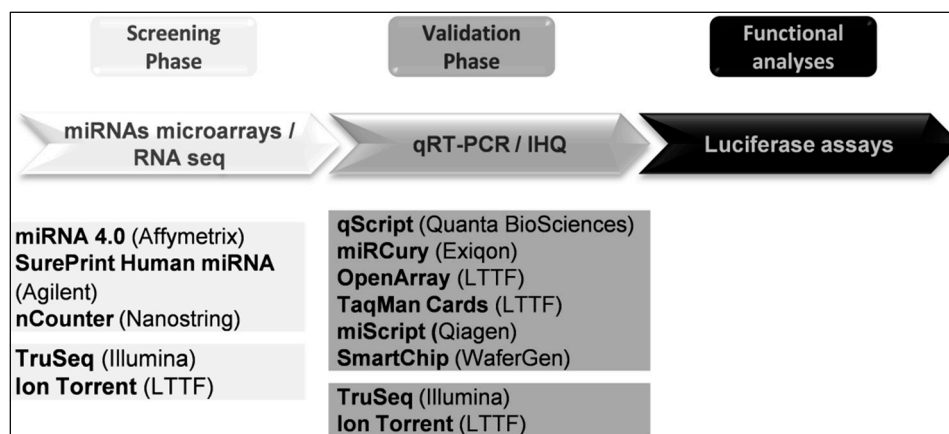 Screening
Phase
Validation
Phase
Functional
analyses
miRNAs microarrays /
RNA seq
qRT-PCR / IHQ
Luciferase assays
miRNA 4.0 (Affymetrix)
SurePrint Human miRNA
(Agilent)
nCounter (Nanostring)
TruSeq (Illumina)
Ion Torrent (LTTF)
qScript (Quanta BioSciences)
miRCury (Exiqon)
OpenArray (LTTF)
TaqMan Cards (LTTF)
miScript (Qiagen)
SmartChip (WaferGen)
TruSeq (Illumina)
Ion Torrent (LTTF)